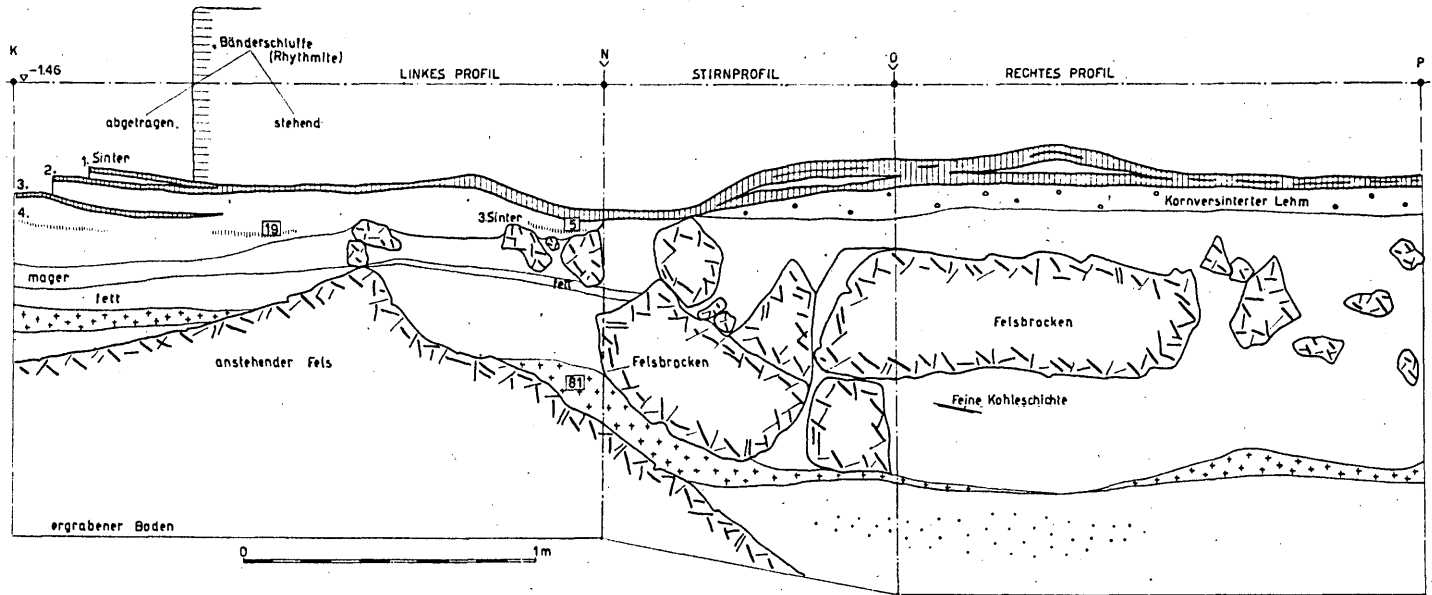 K
N
O
P
-1.46
Bänderschluffe
(Rhythmite)
LINKES PROFIL
STIRNPROFIL
RECHTES PROFIL
abgetragen.
stehend
1. Sinter
2.
3.
4.
19
3.Sinter
5
Kornversinterter Lehm
mager
fett
fett
anstehender Fels
Felsbrocken
Felsbrocken
81
Feine Kohleschichte
ergrabener Boden
0
1m